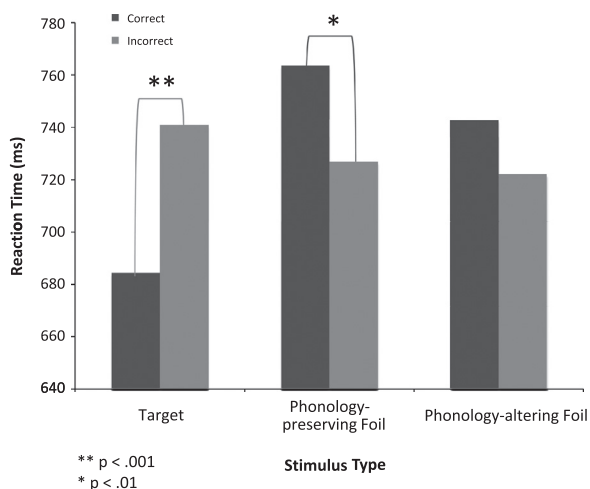 780
760
740
720
700
680
660
640
Reaction Time (ms)
Correct
Incorrect
**
*
Target
Phonology-
preserving Foil
Phonology-altering Foil
Stimulus Type
** p < .001
* p < .01